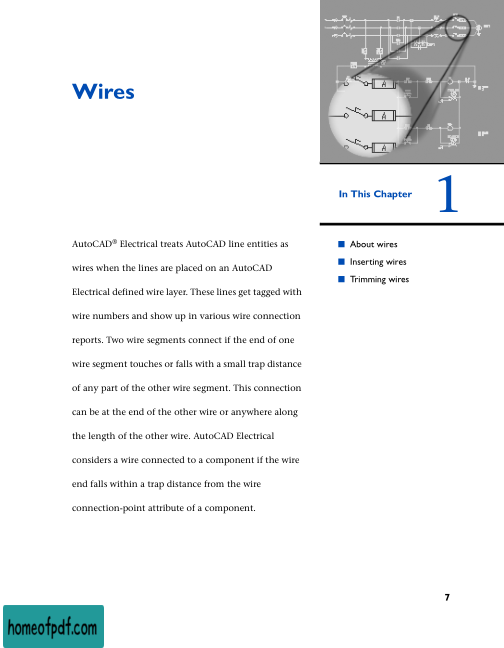 Wires
In This Chapter
1
AutoCAD® Electrical treats AutoCAD line entities as
wires when the lines are placed on an AutoCAD
Electrical defined wire layer. These lines get tagged with
wire numbers and show up in various wire connection
reports. Two wire segments connect if the end of one
wire segment touches or falls with a small trap distance
of any part of the other wire segment. This connection
can be at the end of the other wire or anywhere along
the length of the other wire. AutoCAD Electrical
considers a wire connected to a component if the wire
end falls within a trap distance from the wire
connection-point attribute of a component.
■ About wires
■ Inserting wires
■ Trimming wires
7
homeofpdf.com